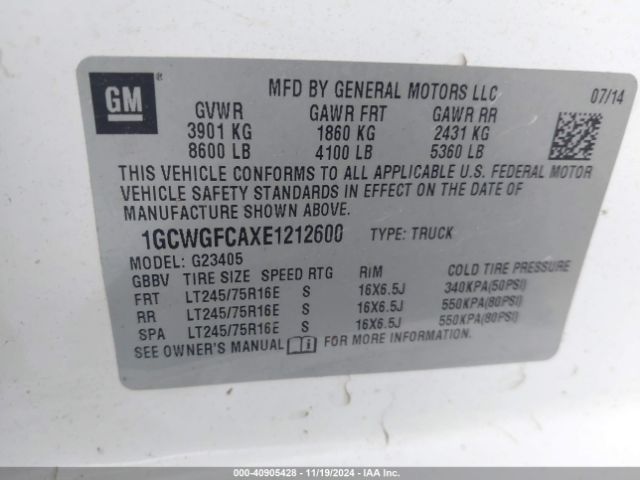 GM ®
MFD BY GENERAL MOTORS LLC 07/14
GVWR GAWR FRT GAWR RR
3901 KG 1860 KG 2431 KG
8600 LB 4100 LB 5360 LB
THIS VEHICLE CONFORMS TO ALL APPLICABLE U.S. FEDERAL MOTOR
VEHICLE SAFETY STANDARDS IN EFFECT ON THE DATE OF
MANUFACTURE SHOWN ABOVE.
1GCWGFCAXE1212600 TYPE: TRUCK
MODEL: G23405
GBBV TIRE SIZE SPEED RTG RIM COLD TIRE PRESSURE
FRT LT245/75R16E S 16X6.5J 340KPA(50PSI)
RR LT245/75R16E S 16X6.5J 550KPA(80PSI)
SPA LT245/75R16E S 16X6.5J 550KPA(80PSI)
SEE OWNER'S MANUAL FOR MORE INFORMATION.
000-40905428 - 11/19/2024 - IAA Inc.